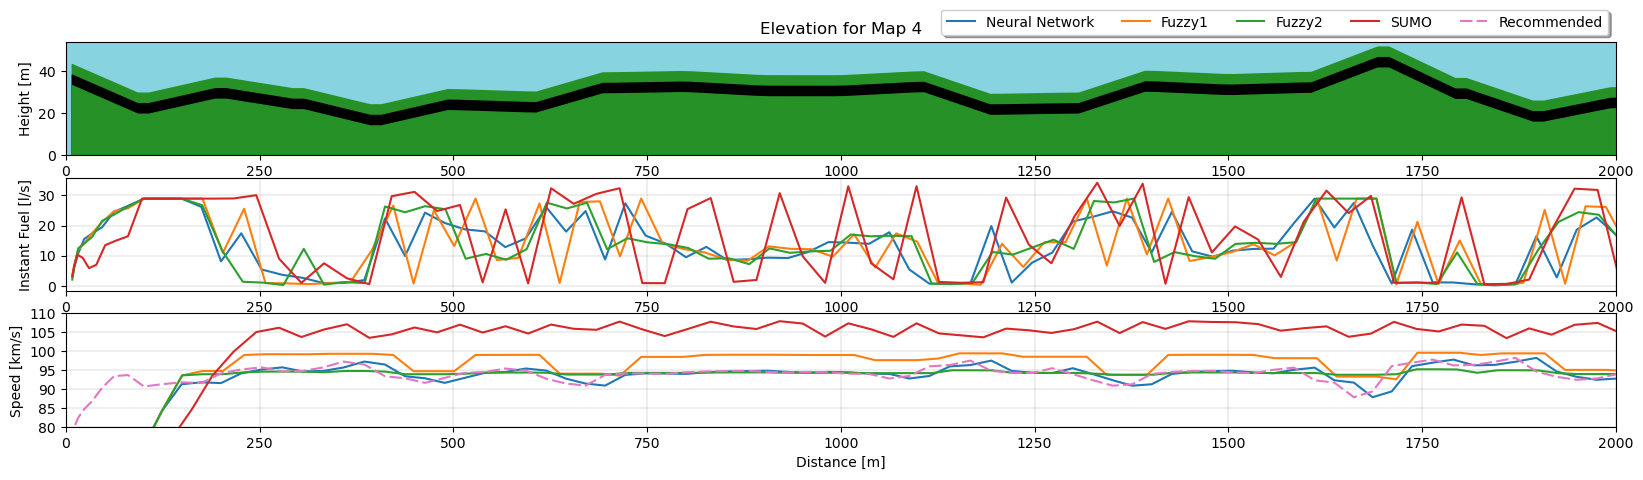 Elevation for Map 4
Neural Network Fuzzy1 Fuzzy2 SUMO Recommended
Height [m]
40
20
0
0 250 500 750 1000 1250 1500 1750 2000
Instant Fuel [l/s]
30
20
10
0
0 250 500 750 1000 1250 1500 1750 2000
Speed [km/s]
110
105
100
95
90
85
80
0 250 500 750 1000 1250 1500 1750 2000
Distance [m]